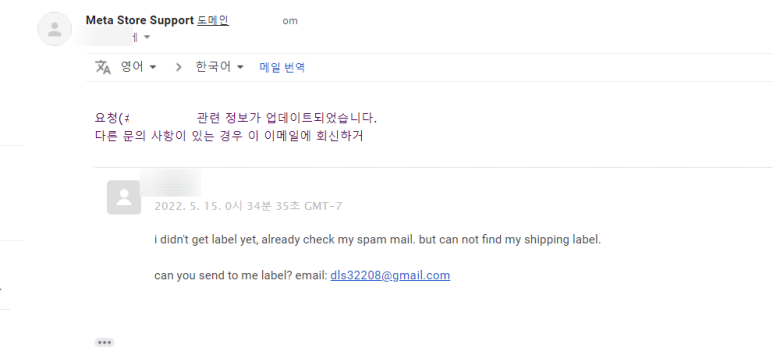 Meta Store Support 도메인 om
에
영어 한국어 메일 번역
요청(# 관련 정보가 업데이트되었습니다.
다른 문의 사항이 있는 경우 이 이메일에 회신하거
2022. 5. 15. 0시 34분 35초 GMT-7
i didn't get label yet, already check my spam mail. but can not find my shipping label.
can you send to me label? email: dls32208@gmail.com